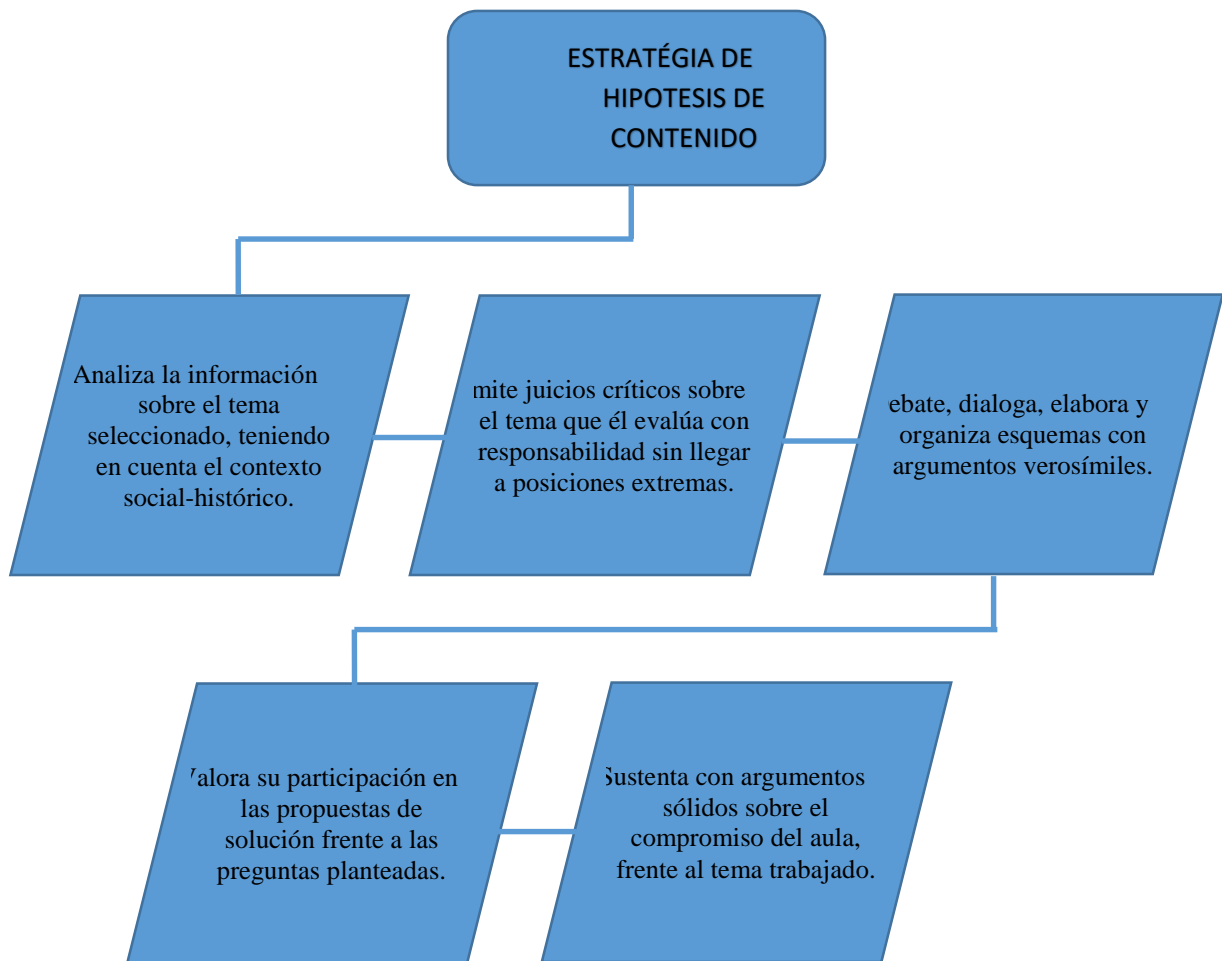 ESTRATÉGIA DE
HIPOTESIS DE
CONTENIDO
Analiza la información
sobre el tema
seleccionado, teniendo
en cuenta el contexto
social-histórico.
mite juicios críticos sobre
el tema que él evalúa con
responsabilidad sin llegar
a posiciones extremas.
ebate, dialoga, elabora y
organiza esquemas con
argumentos verosímiles.
Valora su participación en
las propuestas de
solución frente a las
preguntas planteadas.
Sustenta con argumentos
sólidos sobre el
compromiso del aula,
frente al tema trabajado.